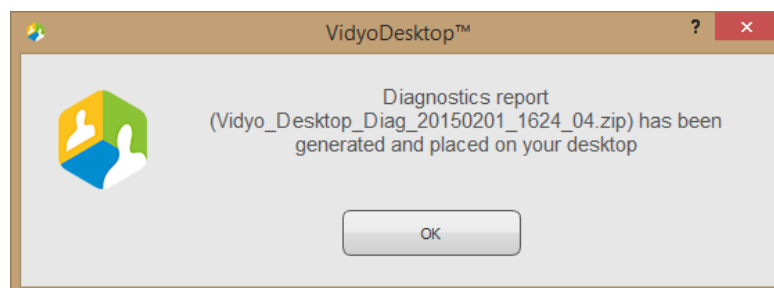 VidyoDesktop™
?
×
Diagnostics report
(Vidyo_Desktop_Diag_20150201_1624_04.zip) has been
generated and placed on your desktop
OK